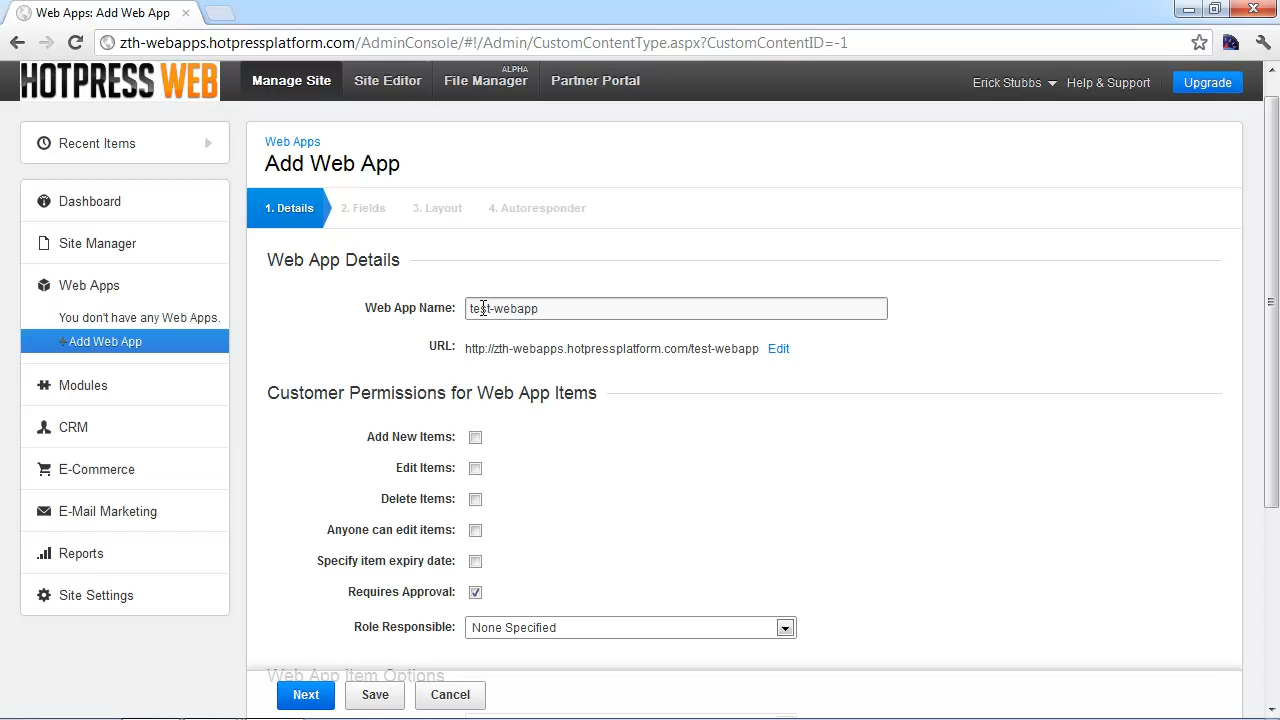 Web Apps: Add Web App
zth-webapps.hotpressplatform.com/AdminConsole/#!/Admin/CustomContentType.aspx?CustomContentID=-1
HOTPRESS WEB
Manage Site
Site Editor
ALPHA
File Manager
Partner Portal
Erick Stubbs
Help & Support
Upgrade
Recent Items
Dashboard
Site Manager
Web Apps
You don't have any Web Apps.
+Add Web App
Modules
CRM
E-Commerce
E-Mail Marketing
Reports
Site Settings
Web Apps
Add Web App
1. Details
2. Fields
3. Layout
4. Autoresponder
Web App Details
Web App Name: test-webapp
URL: http://zth-webapps.hotpressplatform.com/test-webapp Edit
Customer Permissions for Web App Items
Add New Items:
Edit Items:
Delete Items:
Anyone can edit items:
Specify item expiry date:
Requires Approval:
Role Responsible: None Specified
Web App Item Options
Next
Save
Cancel